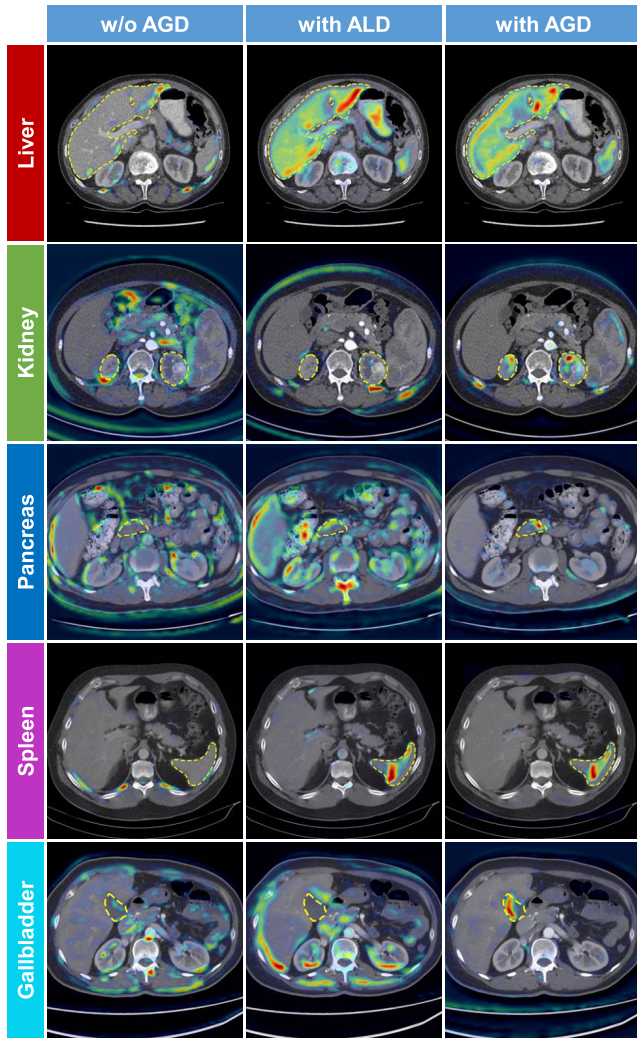 w/o AGD
with ALD
with AGD
Liver
Kidney
Pancreas
Spleen
Gallbladder